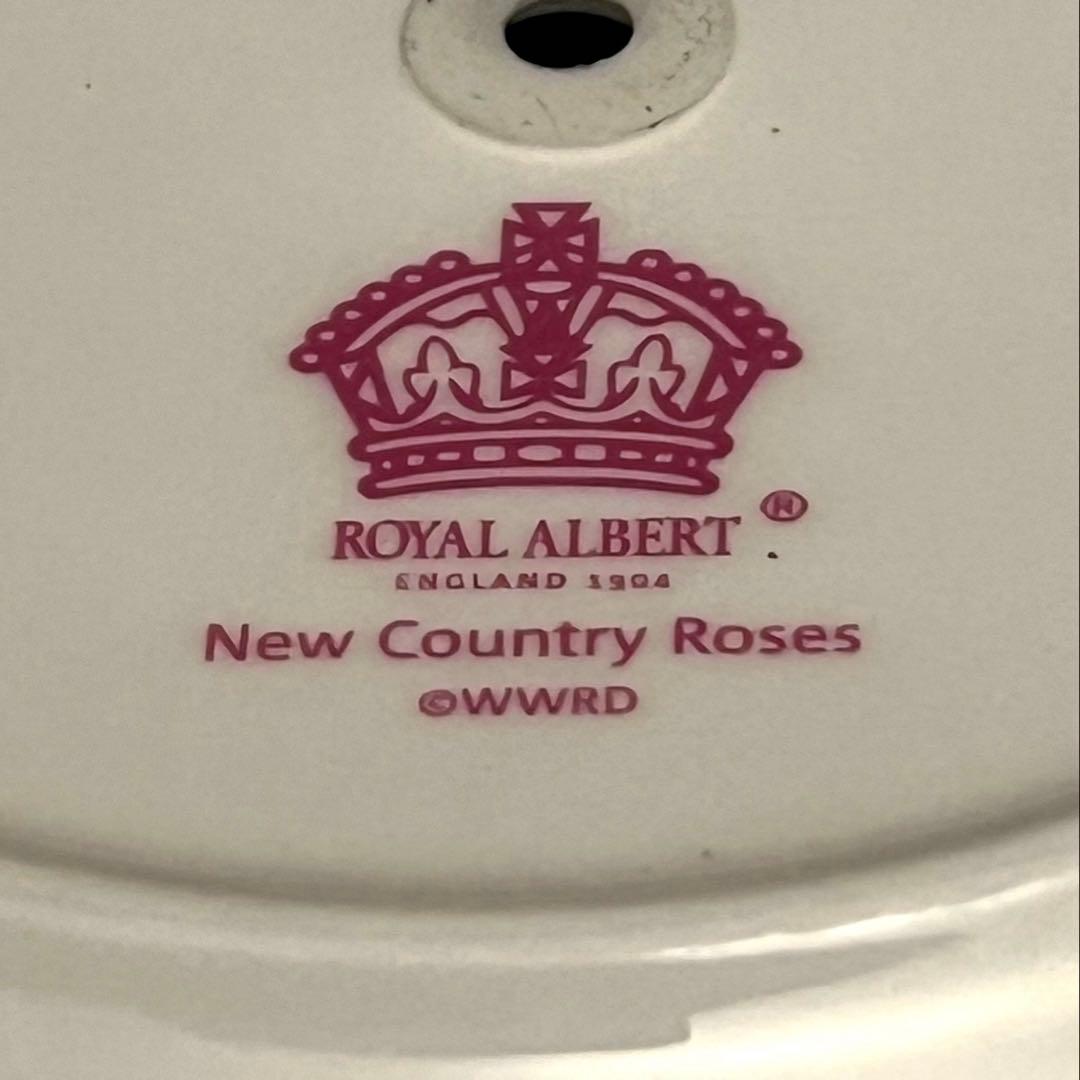 ROYAL ALBERT ®
ENGLAND 1904
New Country Roses
©WWRD